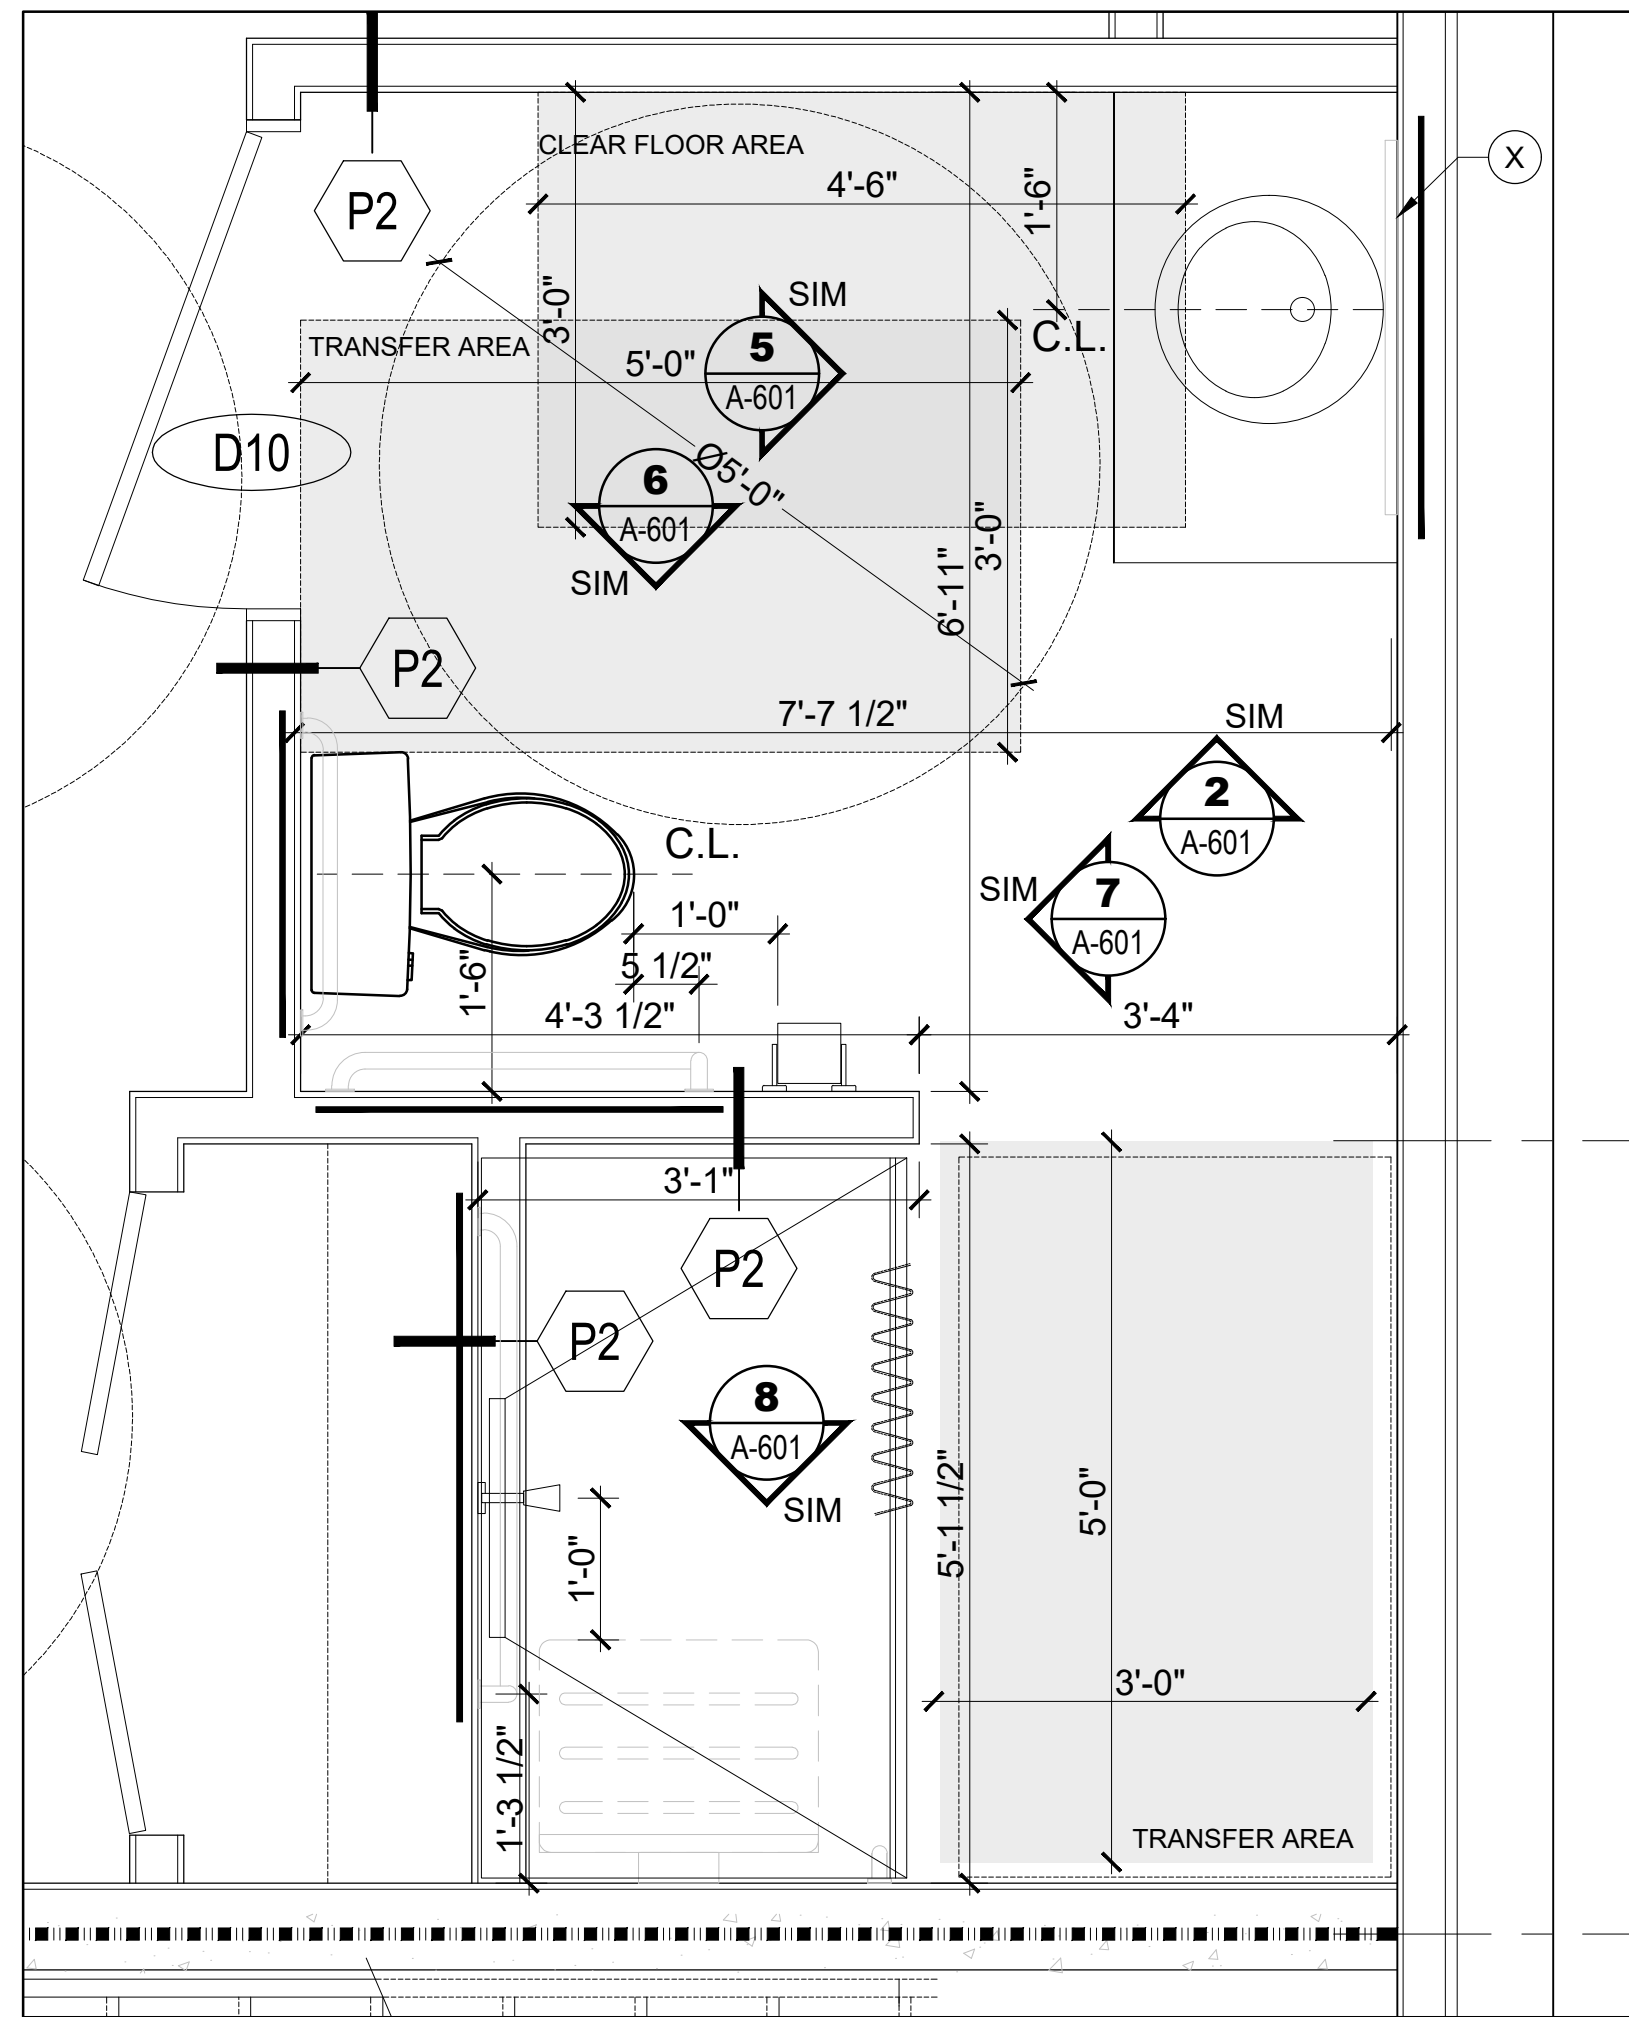 CLEAR FLOOR AREA
X
4'-6"
1'-6"
P2
3'-0"
SIM
C.L.
TRANSFER AREA
5'-0"
5
A-601
D10
Ø5'-0"
6
A-601
SIM
3'-0"
6'-11"
P2
7'-7 1/2"
SIM
2
A-601
C.L.
SIM
7
A-601
1'-0"
5 1/2"
1'-6"
4'-3 1/2"
3'-4"
3'-1"
P2
P2
8
A-601
SIM
5'-1 1/2"
5'-0"
1'-0"
3'-0"
1'-3 1/2"
TRANSFER AREA